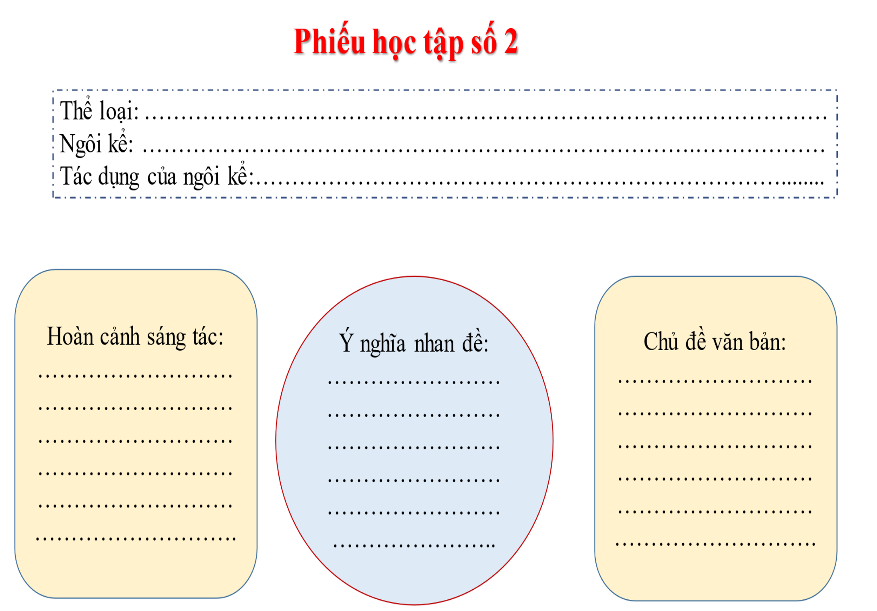 Phiếu học tập số 2
Thể loại: ……………………………………………………………….………………
Ngôi kể: ……………………………………………………………….………………
Tác dụng của ngôi kể:……………………………………………………………........
Hoàn cảnh sáng tác:
………………………
………………………
………………………
………………………
………………………
……………………….
Ý nghĩa nhan đề:
……………………
……………………
……………………
……………………
……………………
…………………..
Chủ đề văn bản:
………………………
………………………
………………………
………………………
………………………
……………………….